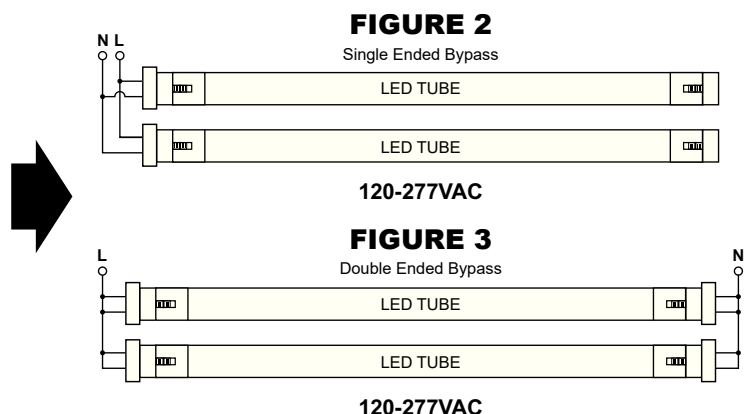 FIGURE 2
Single Ended Bypass
N L
LED TUBE
LED TUBE
120-277VAC
FIGURE 3
Double Ended Bypass
L N
LED TUBE
LED TUBE
120-277VAC